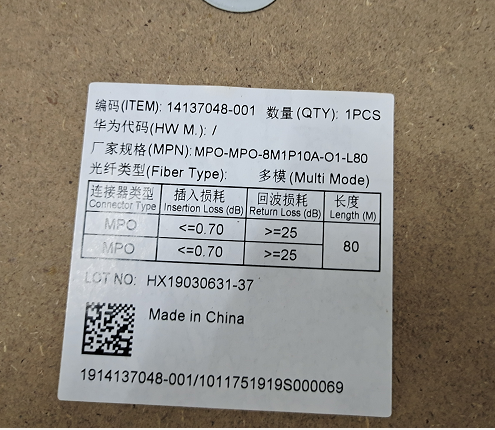 编码(ITEM): 14137048-001 数量(QTY): 1PCS
华为代码(HW M.): /
厂家规格(MPN): MPO-MPO-8M1P10A-O1-L80
光纤类型(Fiber Type): 多模(Multi Mode)
连接器类型 插入损耗 回波损耗 长度
Connector Type Insertion Loss (dB) Return Loss (dB) Length (M)
MPO <=0.70 >=25 80
MPO <=0.70 >=25
LOT NO: HX19030631-37
Made in China
1914137048-001/1011751919S000069